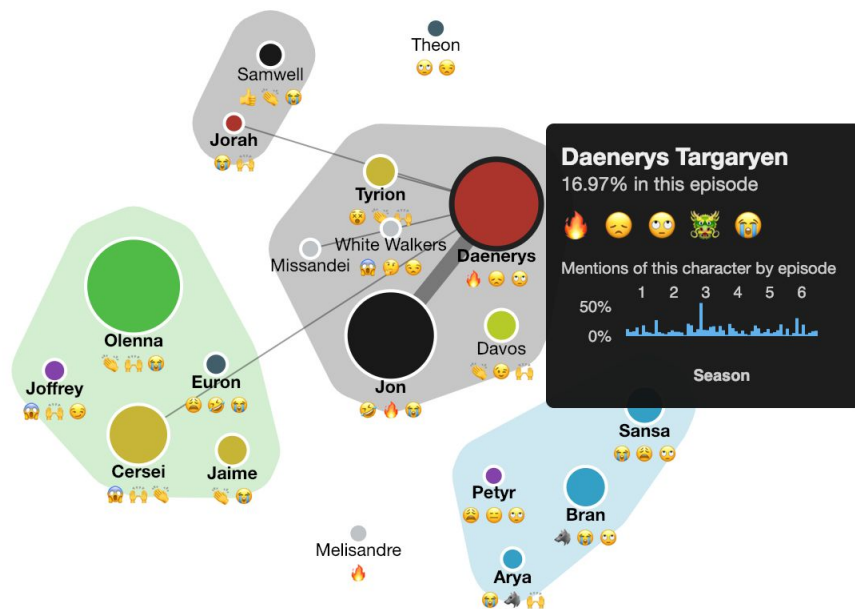 Theon
Samwell
Jorah
Tyrion
White Walkers
Missandei
Daenerys
Daenerys Targaryen
16.97% in this episode
Mentions of this character by episode
1 2 3 4 5 6
50%
0%
Season
Olenna
Joffrey
Euron
Jon
Davos
Cersei
Jaime
Sansa
Petyr
Bran
Melisandre
Arya